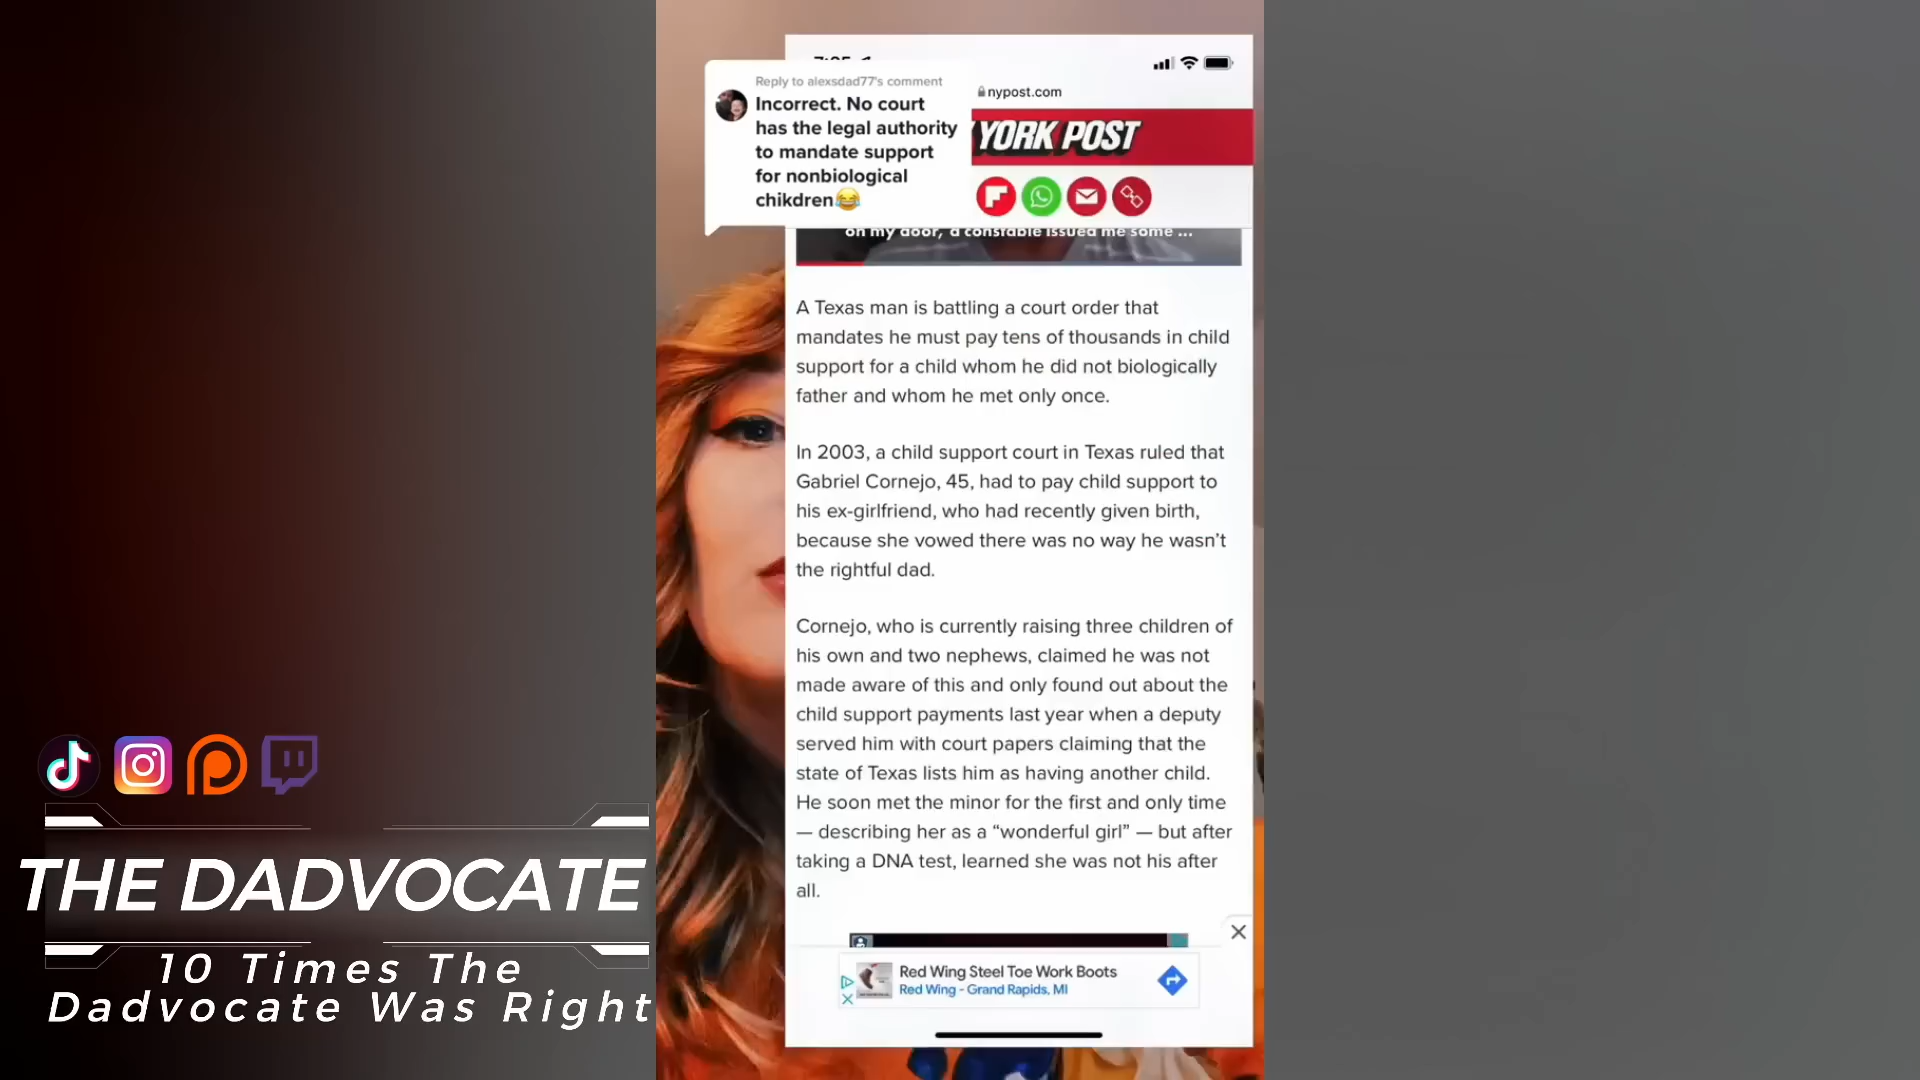 Reply to alexsdad77's comment
Incorrect. No court
has the legal authority
to mandate support
for nonbiological
chikdren😂
nypost.com
YORK POST
on my door, a constable issued me some ...
A Texas man is battling a court order that
mandates he must pay tens of thousands in child
support for a child whom he did not biologically
father and whom he met only once.
In 2003, a child support court in Texas ruled that
Gabriel Cornejo, 45, had to pay child support to
his ex-girlfriend, who had recently given birth,
because she vowed there was no way he wasn't
the rightful dad.
Cornejo, who is currently raising three children of
his own and two nephews, claimed he was not
made aware of this and only found out about the
child support payments last year when a deputy
served him with court papers claiming that the
state of Texas lists him as having another child.
He soon met the minor for the first and only time
— describing her as a “wonderful girl” — but after
taking a DNA test, learned she was not his after
all.
Red Wing Steel Toe Work Boots
Red Wing - Grand Rapids, MI
THE DADVOCATE
10 Times The
Dadvocate Was Right